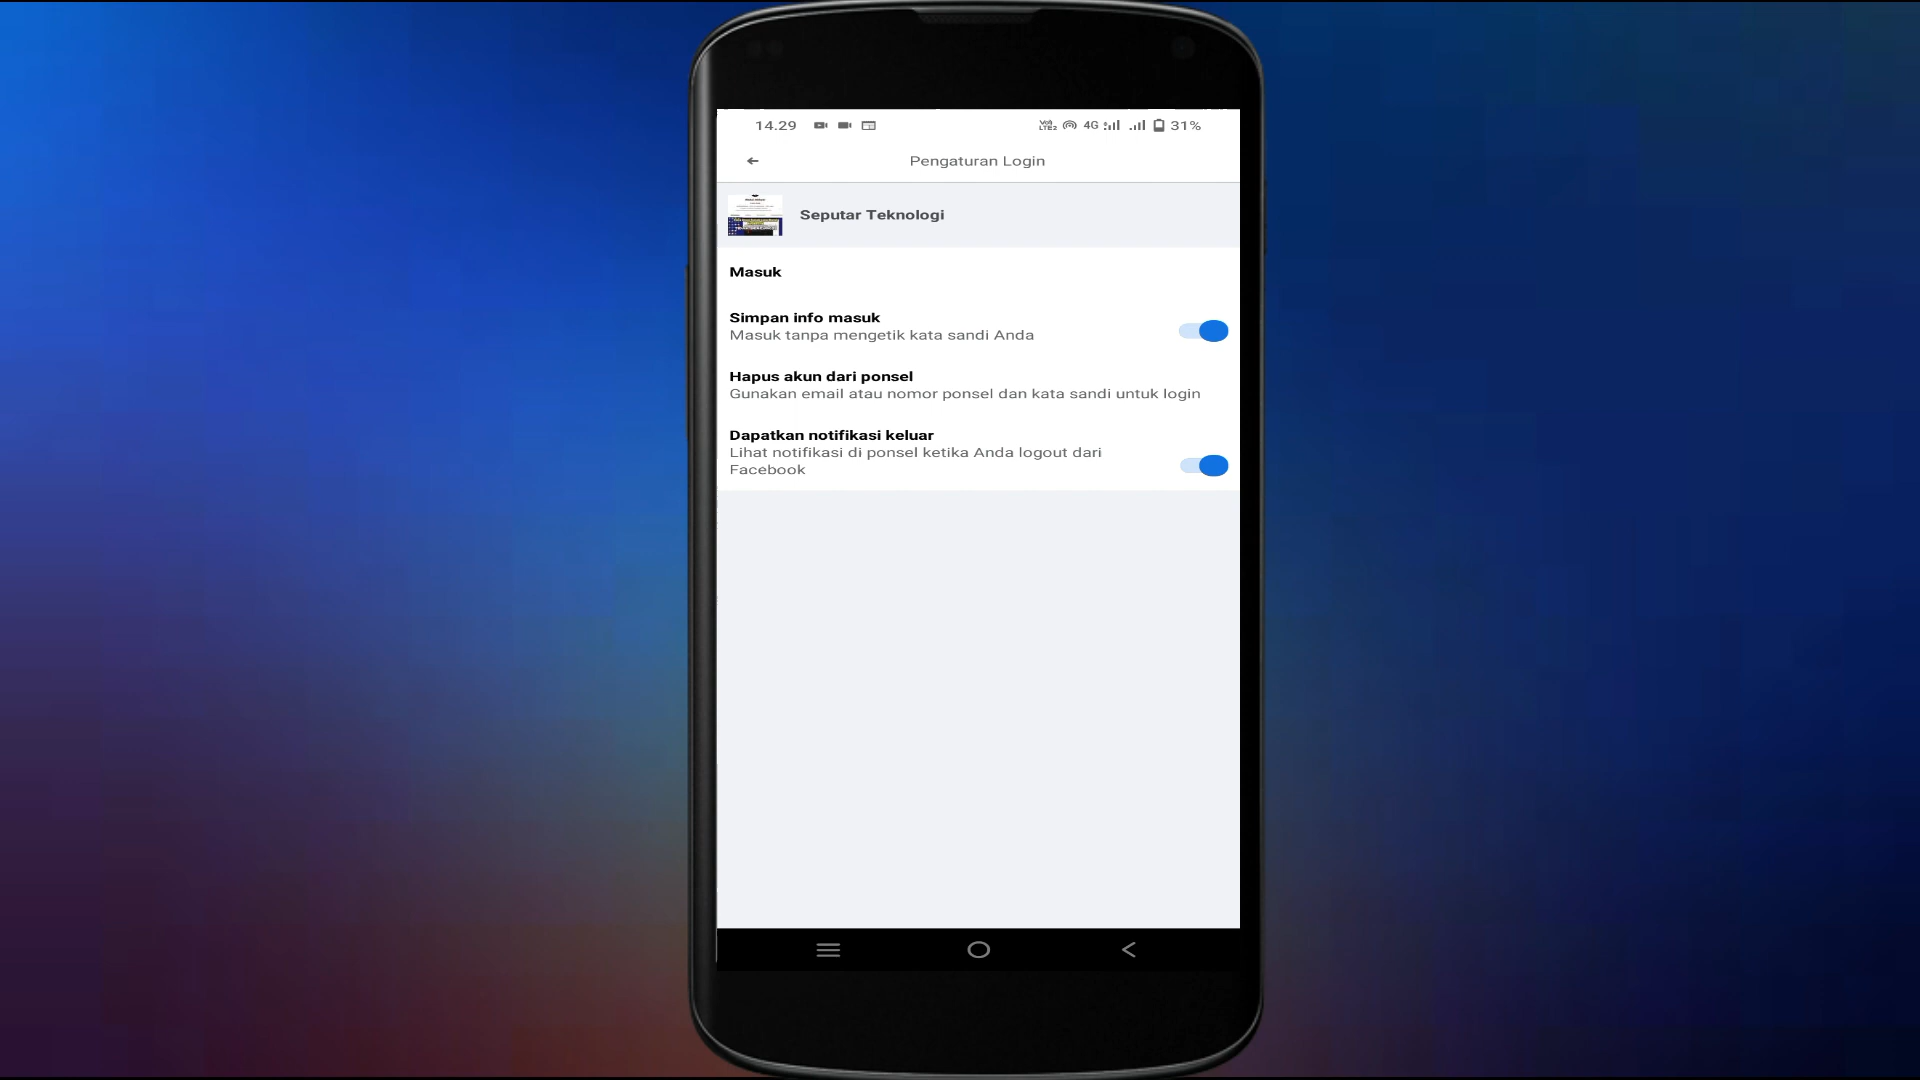 14.29 4G 31%
Pengaturan Login
Seputar Teknologi
Masuk
Simpan info masuk
Masuk tanpa mengetik kata sandi Anda
Hapus akun dari ponsel
Gunakan email atau nomor ponsel dan kata sandi untuk login
Dapatkan notifikasi keluar
Lihat notifikasi di ponsel ketika Anda logout dari
Facebook